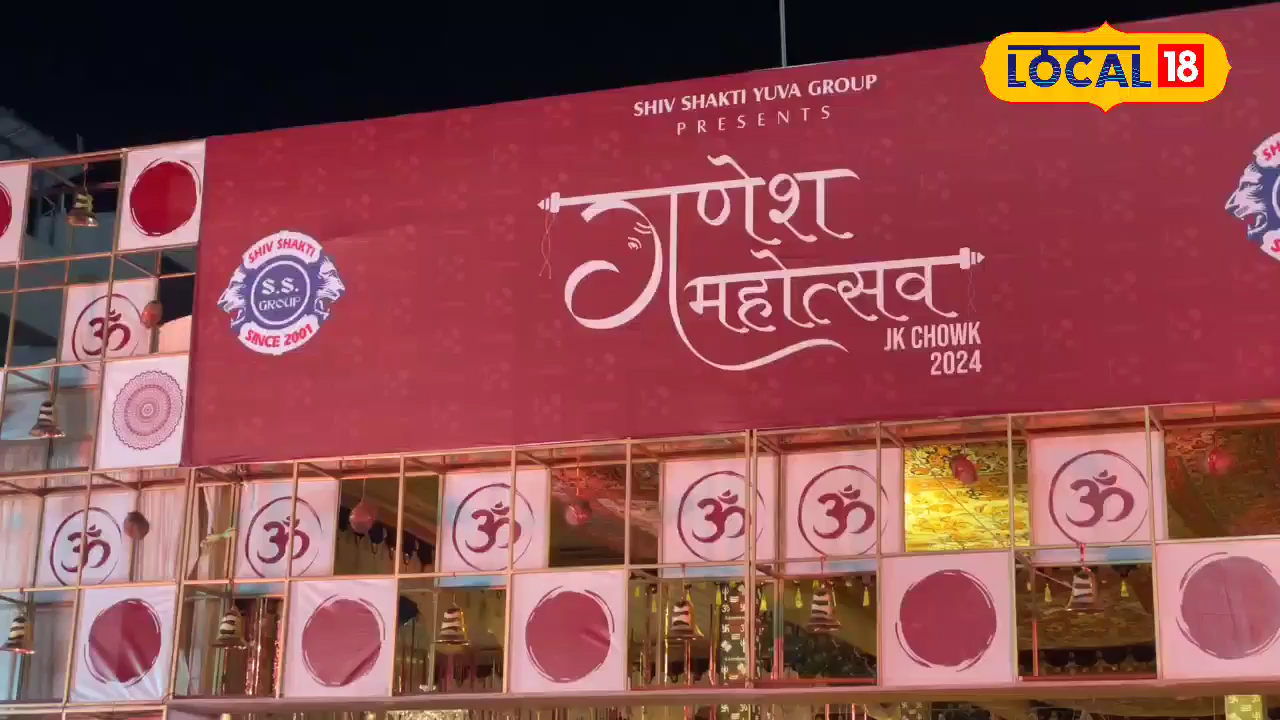 LOCAL 18
SHIV SHAKTI YUVA GROUP
PRESENTS
गणेश
महोत्सव
JK CHOWK
2024
SHIV SHAKTI
S.S.
GROUP
SINCE 2001
ॐ
ॐ
ॐ
ॐ
ॐ
ॐ
ॐ